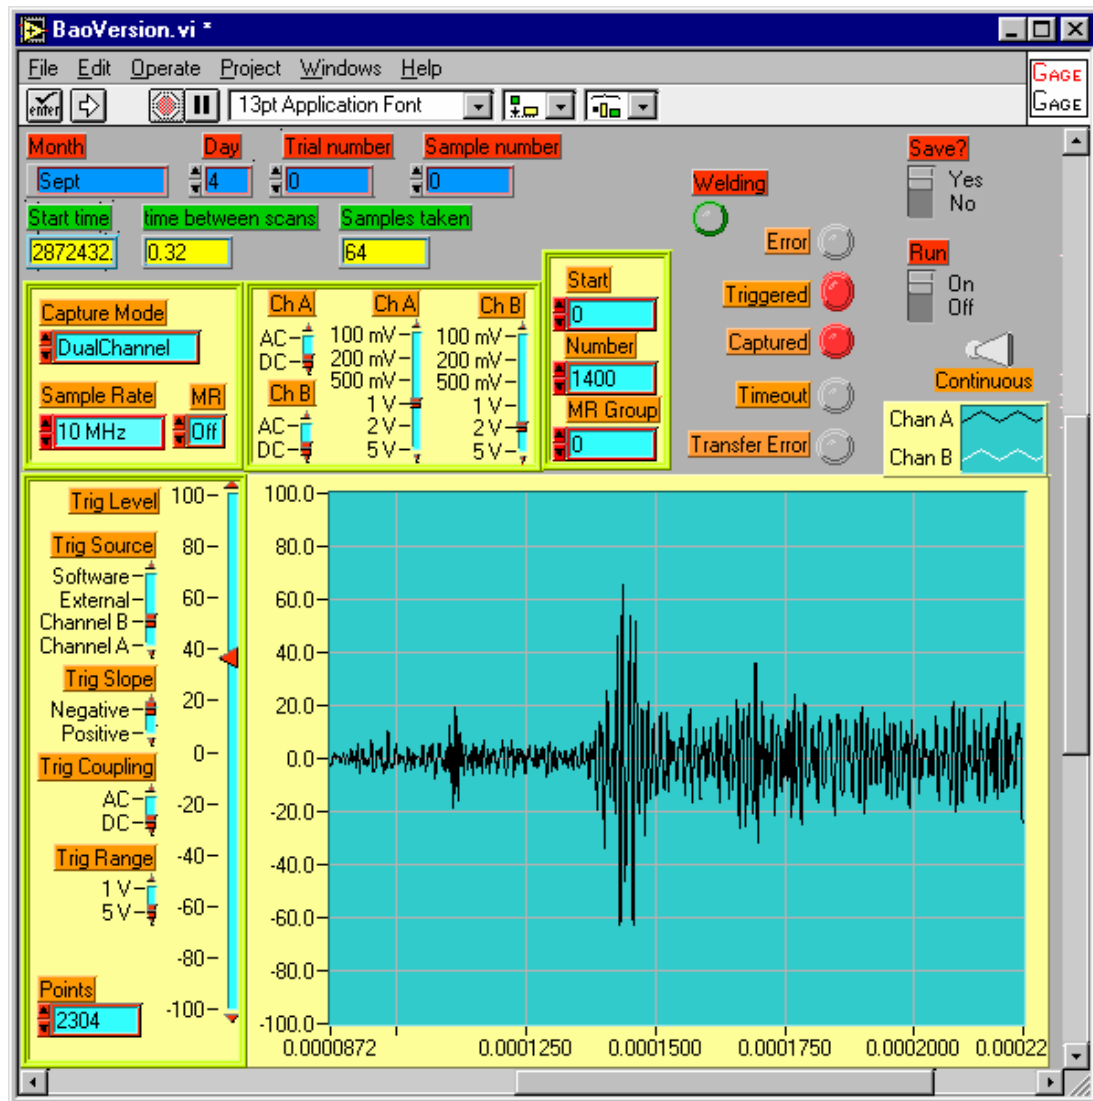 BaoVersion.vi *
File Edit Operate Project Windows Help
GAGE
GAGE
enter
13pt Application Font
Month Day Trial number Sample number
Sept 4 0 0
Start time time between scans Samples taken
2872432. 0.32 64
Welding
Error
Triggered
Captured
Timeout
Transfer Error
Save?
Yes
No
Run
On
Off
Continuous
Chan A
Chan B
Capture Mode
DualChannel
Sample Rate MR
10 MHz Off
Ch A
AC
DC
Ch B
AC
DC
Ch A
100 mV
200 mV
500 mV
1 V
2 V
5 V
Ch B
100 mV
200 mV
500 mV
1 V
2 V
5 V
Start
0
Number
1400
MR Group
0
Trig Level
Trig Source
Software
External
Channel B
Channel A
Trig Slope
Negative
Positive
Trig Coupling
AC
DC
Trig Range
1 V
5 V
Points
2304
100
80
60
40
20
0
-20
-40
-60
-80
-100
100.0
80.0
60.0
40.0
20.0
0.0
-20.0
-40.0
-60.0
-80.0
-100.0
0.0000872 0.0001250 0.0001500 0.0001750 0.0002000 0.00022